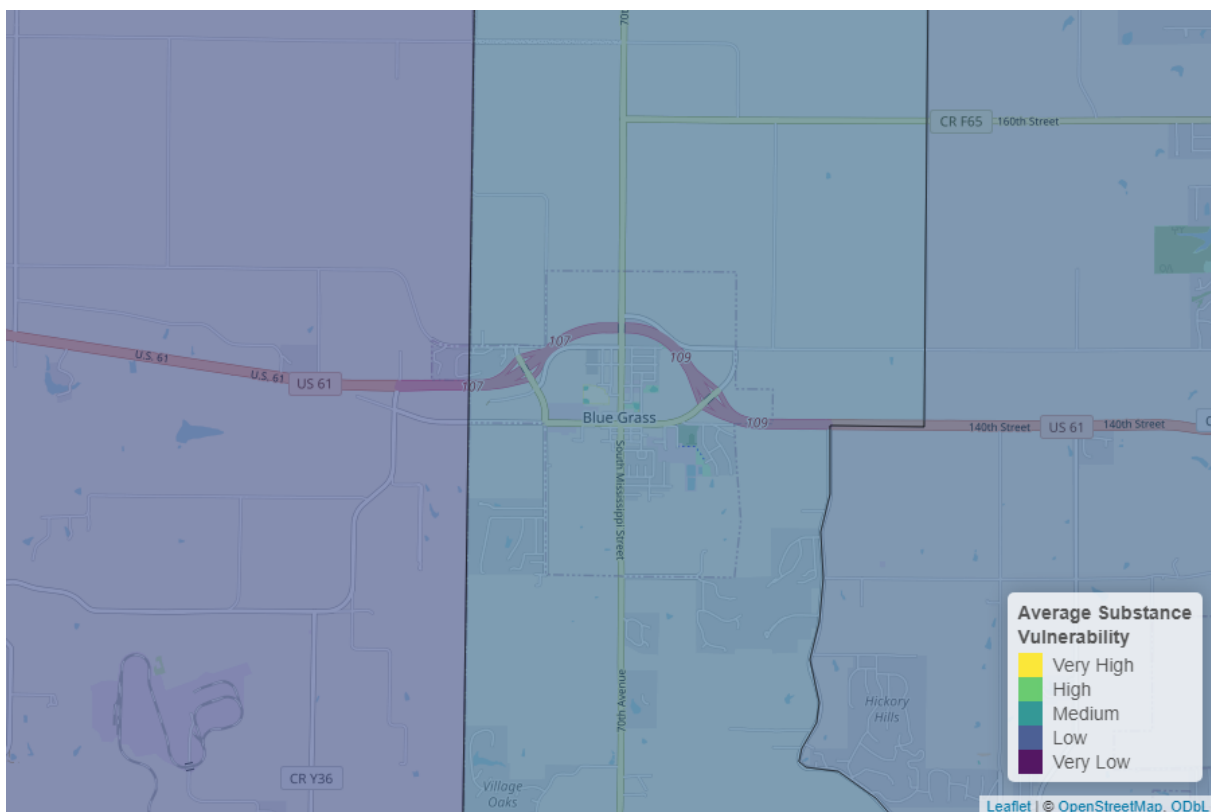 70th
CR F65
160th Street
107
109
U.S. 61
U.S. 61
US 61
107
Blue Grass
109
140th Street
US 61
140th Street
South Mississippi Street
70th Avenue
Hickory
Hills
Village
Oaks
CR Y36
Average Substance
Vulnerability
Very High
High
Medium
Low
Very Low
Leaflet | © OpenStreetMap, ODbL